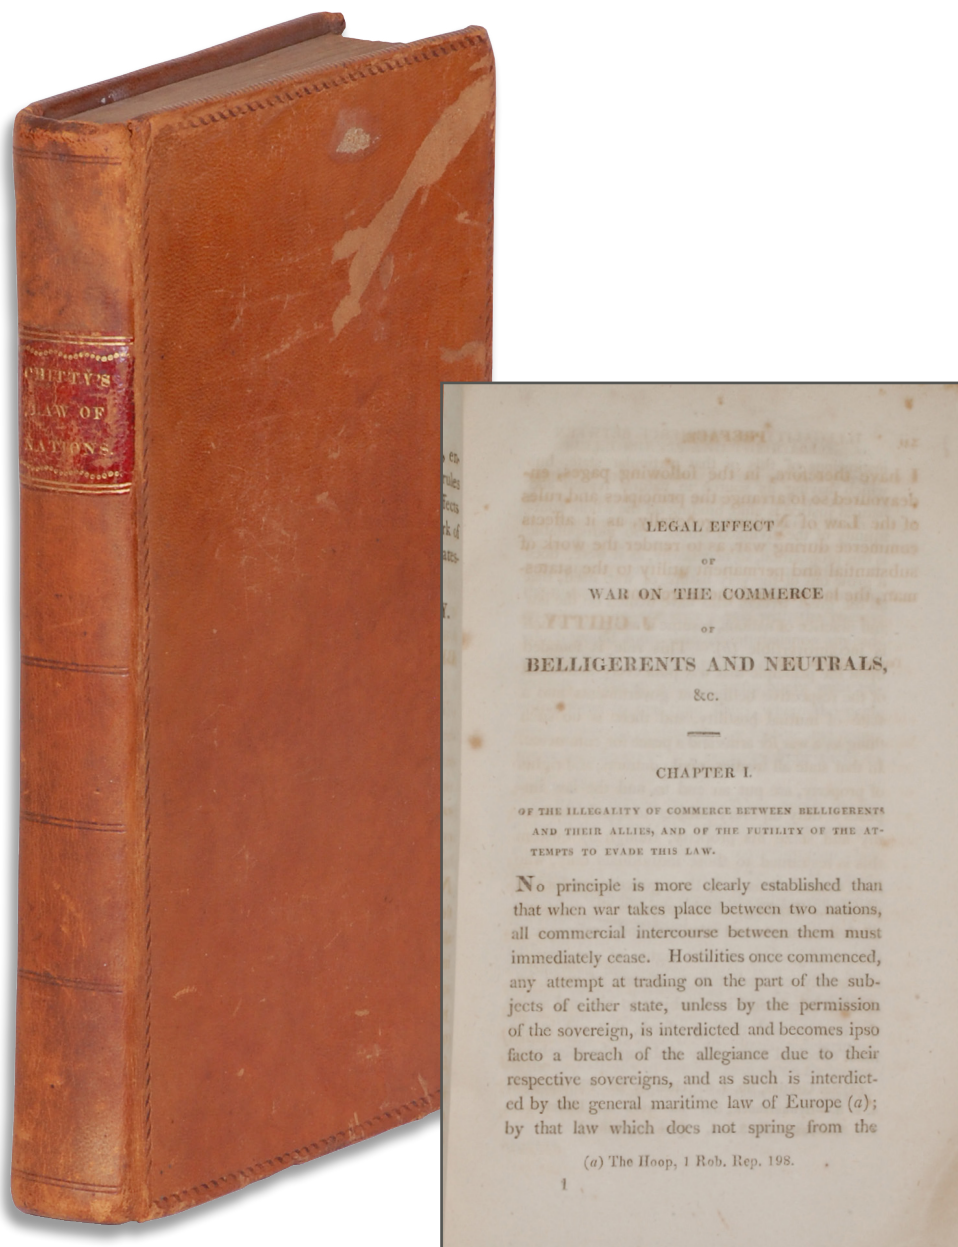 CHITTY'S
LAW OF
NATIONS.
, en-
rules
ffects
rk of
ates-
Y.
LEGAL EFFECT
OF
WAR ON THE COMMERCE
OF
BELLIGERENTS AND NEUTRALS,
&c.
CHAPTER I.
OF THE ILLEGALITY OF COMMERCE BETWEEN BELLIGERENTS
AND THEIR ALLIES, AND OF THE FUTILITY OF THE AT-
TEMPTS TO EVADE THIS LAW.
No principle is more clearly established than
that when war takes place between two nations,
all commercial intercourse between them must
immediately cease. Hostilities once commenced,
any attempt at trading on the part of the sub-
jects of either state, unless by the permission
of the sovereign, is interdicted and becomes ipso
facto a breach of the allegiance due to their
respective sovereigns, and as such is interdict-
ed by the general maritime law of Europe (a);
by that law which does not spring from the
(a) The Hoop, 1 Rob. Rep. 198.
1